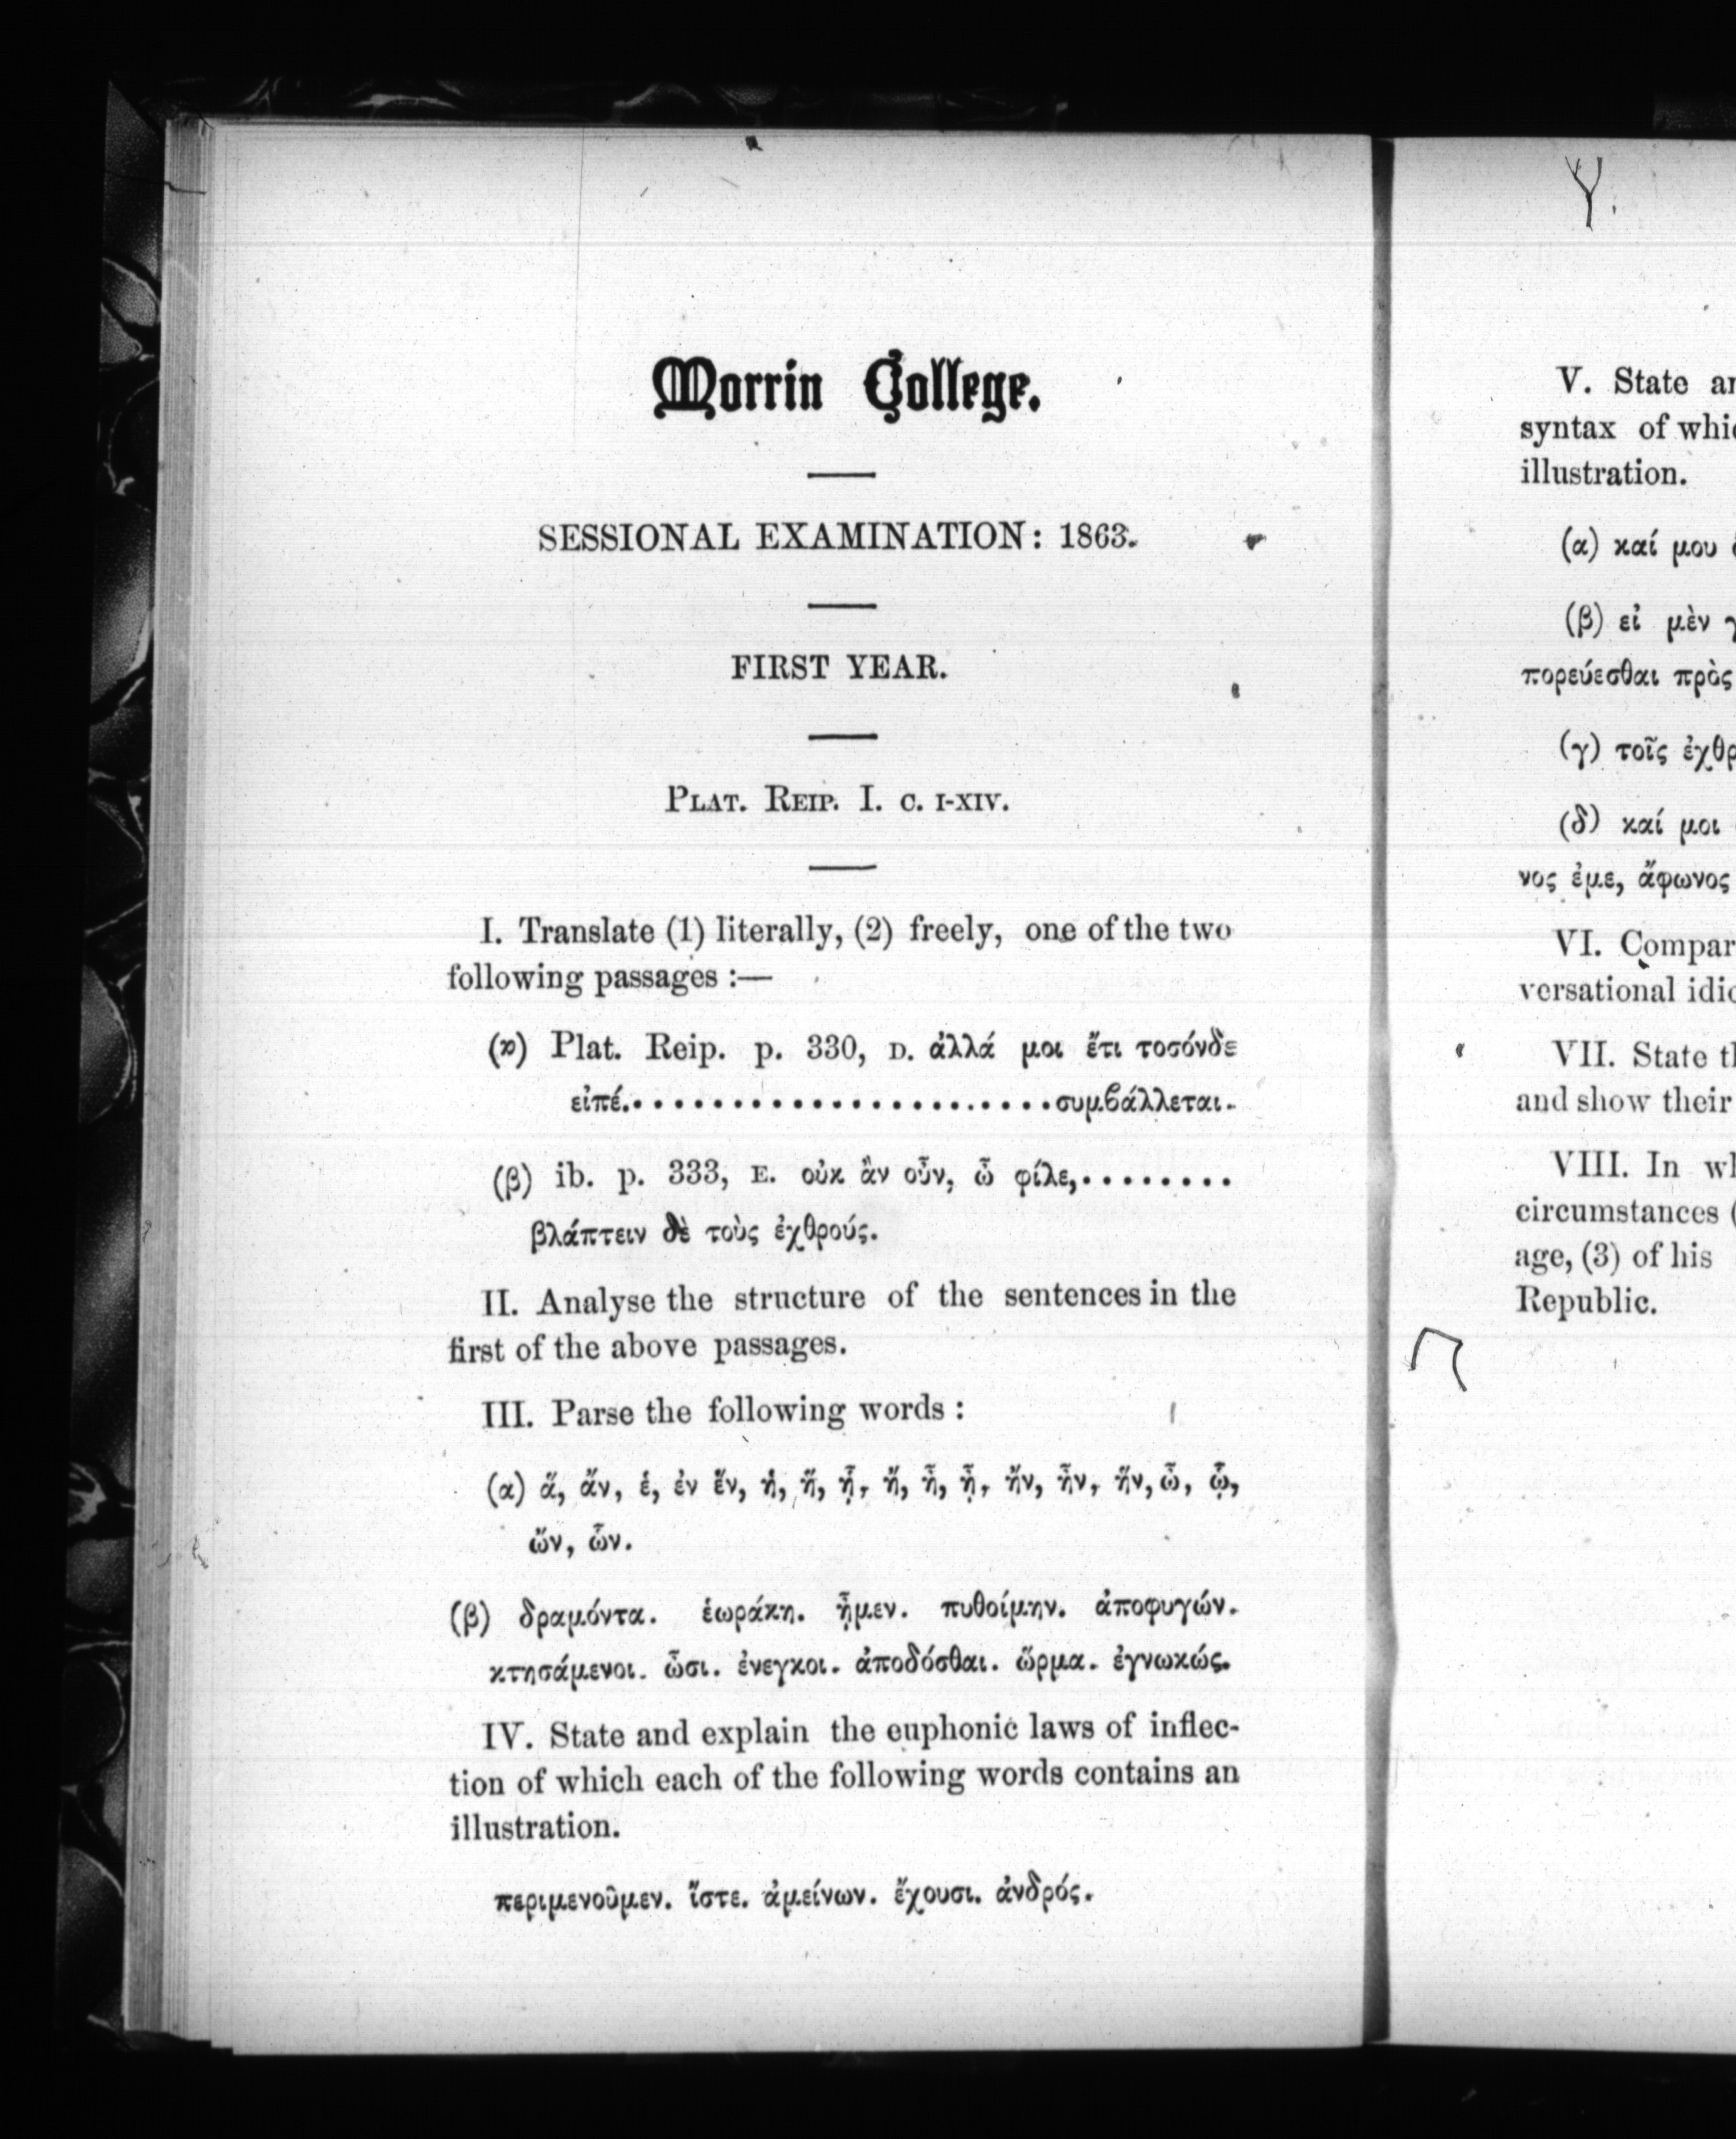 Morrin College.
SESSIONAL EXAMINATION: 1863.
FIRST YEAR.
PLAT. REIP. I. C. I-XIV.
I. Translate (1) literally, (2) freely, one of the two
following passages :—
(α) Plat. Reip. p. 330, D. ἀλλά μοι ἔτι τοσόνδε
εἰπέ.......................συμϐάλλεται.
(β) ib. p. 333, E. οὐκ ἂν οὖν, ὦ φίλε,........
βλάπτειν δὲ τοὺς ἐχθρούς.
II. Analyse the structure of the sentences in the
first of the above passages.
III. Parse the following words :
(α) ἅ, ἄν, ἑ, ἐν ἕν, ἡ, ἥ, ᾗ, ἤ, ἦ, ᾖ, ἤν, ἦν, ἥν, ὦ, ᾧ,
ὤν, ὧν.
(β) δραμόντα. ἑωράκη. ᾖμεν. πυθοίμην. ἀποφυγών.
κτησάμενοι. ὦσι. ἐνεγκοι. ἀποδόσθαι. ὥρμα. ἐγνωκώς.
IV. State and explain the euphonic laws of inflec-
tion of which each of the following words contains an
illustration.
περιμενοῦμεν. ἴστε. ἀμείνων. ἔχουσι. ἀνδρός.
V. State
syntax of
illustration.
(α) καί μου
(β) εἰ μὲν
πορεύεσθαι πρὸς
(γ) τοῖς
(δ) καί μοι
νος ἐμε, ἄφωνος
VI.
versational
VII. State
and show their
VIII. In
circumstances
age, (3) of his
Republic.